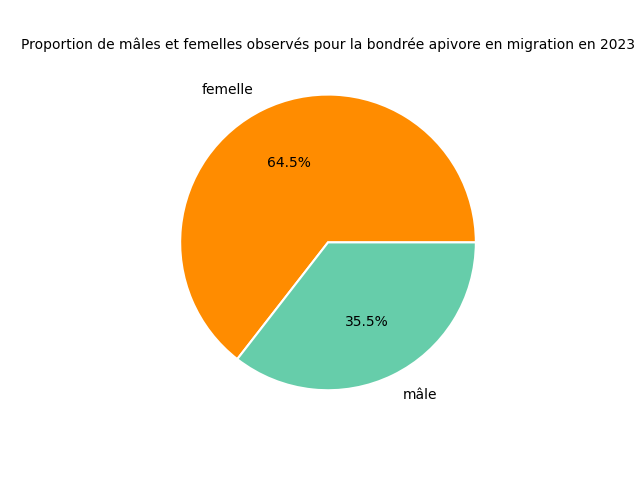 Proportion de mâles et femelles observés pour la bondrée apivore en migration en 2023
femelle
64.5%
35.5%
mâle